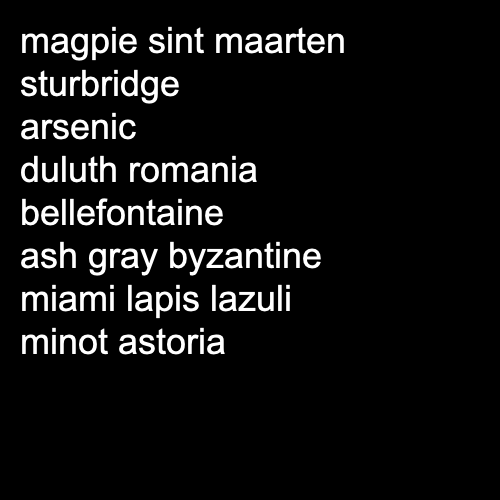 magpie sint maarten
sturbridge
arsenic
duluth romania
bellefontaine
ash gray byzantine
miami lapis lazuli
minot astoria